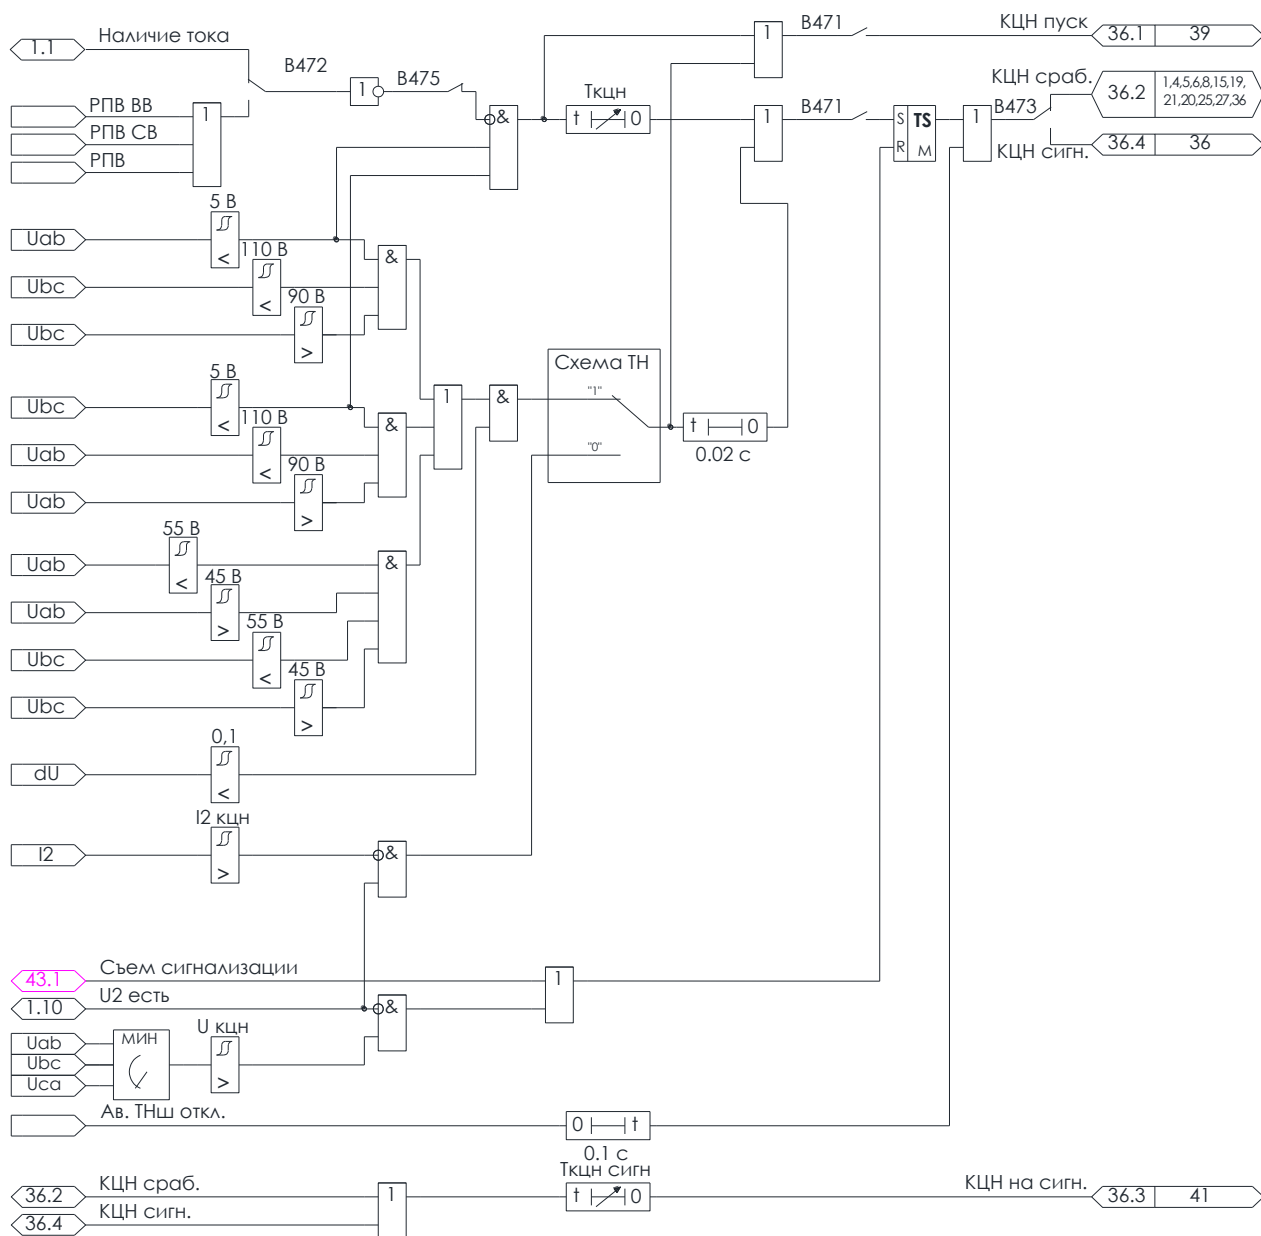 КЦН пуск
1.1
Наличие тока
1
В471
36.1
39
В472
В475
КЦН сраб.
36.2
1,4,5,6,8,15,19,
21,20,25,27,36
1
Ткцн
t
0
РПВ ВВ
1
&
1
В471
S
TS
R
M
1
В473
РПВ СВ
РПВ
КЦН сигн.
36.4
36
5 В
Uab
<
110 В
&
Ubc
<
90 В
Ubc
>
Схема ТН
5 В
"1"
Ubc
<
1
&
110 В
&
t
0
0.02 с
"0"
Uab
<
90 В
Uab
>
55 В
Uab
<
&
45 В
Uab
>
55 В
Ubc
<
45 В
Ubc
>
0,1
dU
<
I2 кцн
I2
>
&
43.1
Съем сигнализации
1
1.10
U2 есть
&
Uab
Ubc
Uca
МИН
U кцн
>
Ав. ТНш откл.
0
t
0.1 с
Ткцн сигн
36.2
КЦН сраб.
1
t
0
КЦН на сигн.
36.3
41
36.4
КЦН сигн.